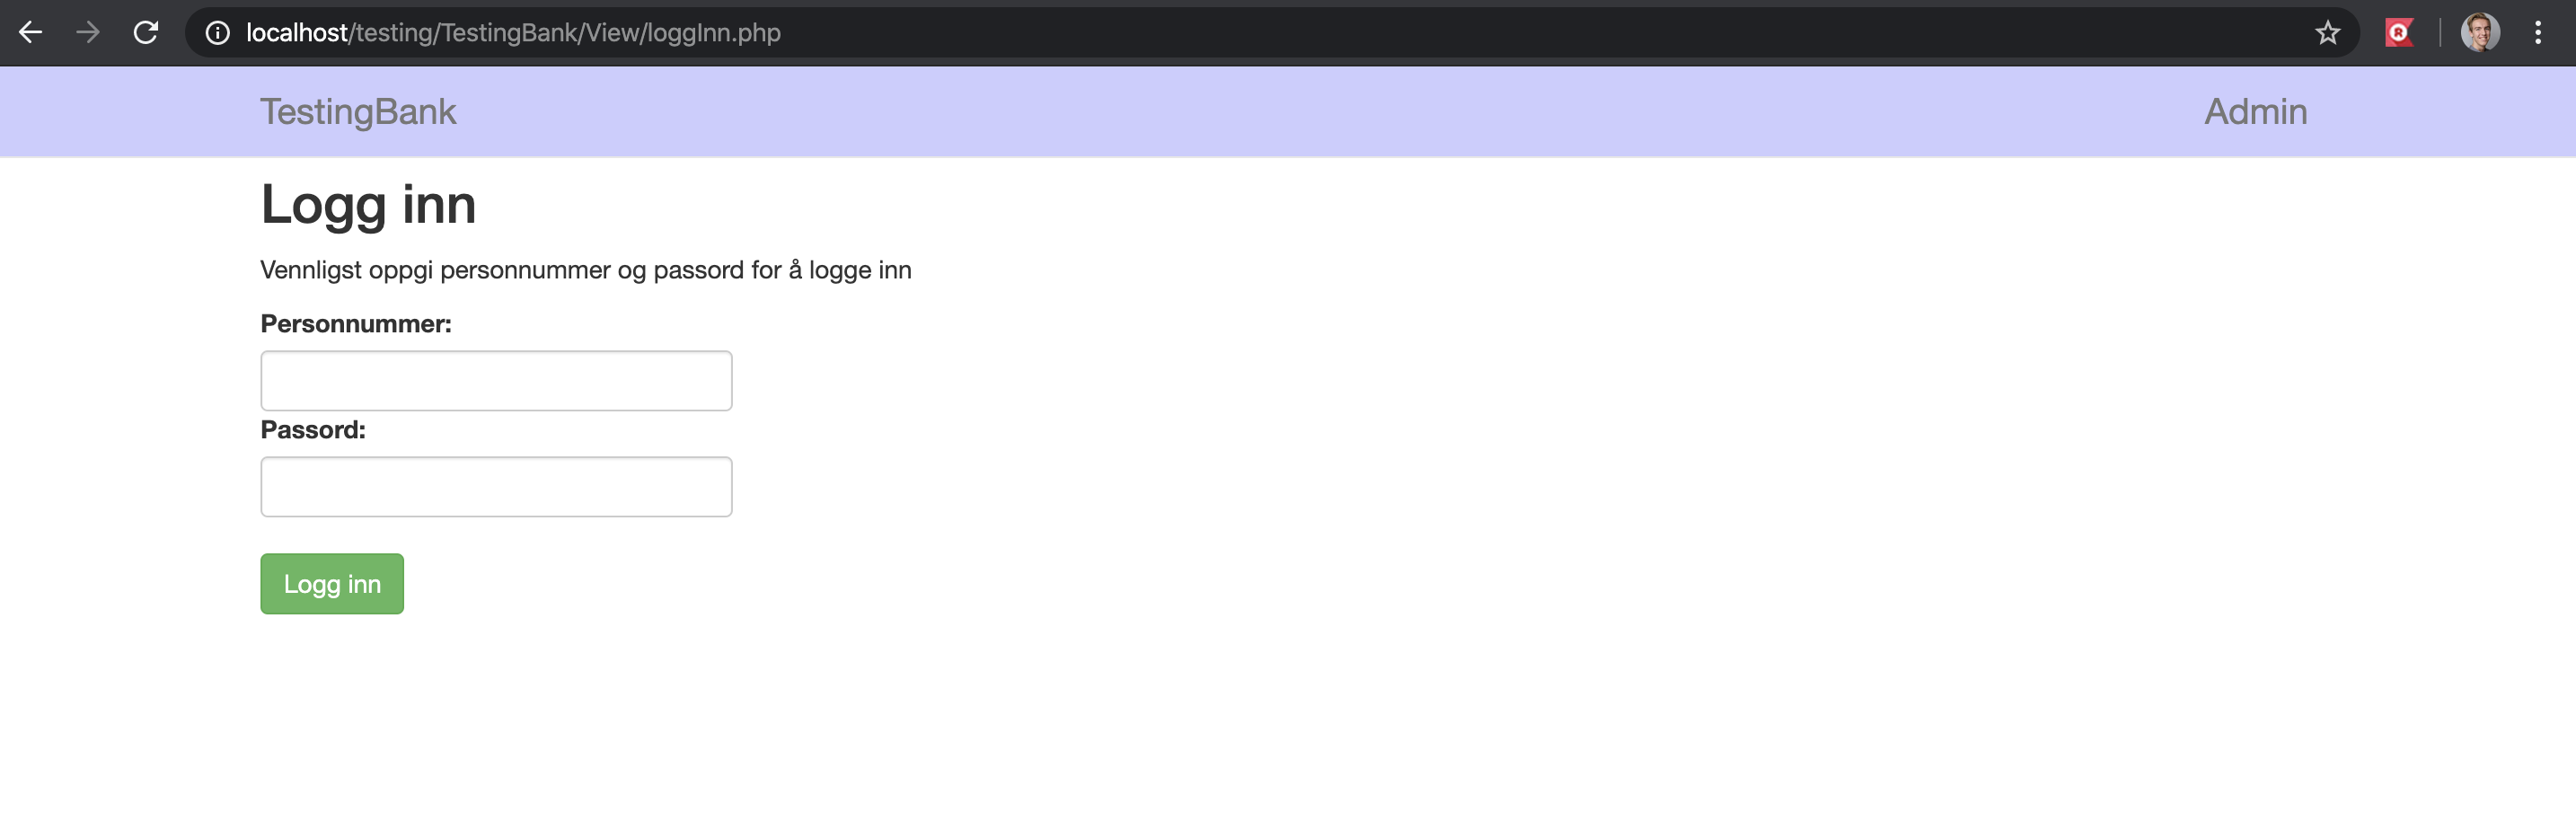 localhost/testing/TestingBank/View/loggInn.php
TestingBank
Admin
Logg inn
Vennligst oppgi personnummer og passord for å logge inn
Personnummer:
Passord:
Logg inn